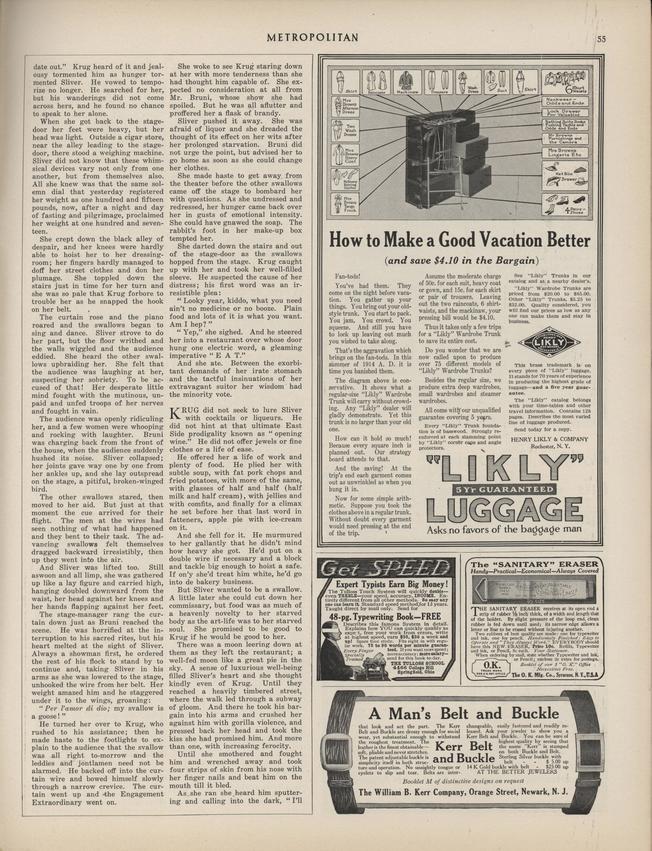 METROPOLITAN
55
date out." Krug heard of it and jeal-
ousy tormented him as hunger tor-
mented Sliver. He vowed to tempo-
rise no longer. He searched for her,
but his wanderings did not come
across hers, and he found no chance
to speak to her alone.
When she got back to the stage-
door her feet were heavy, but her
head was light. Outside a cigar store,
near the alley leading to the stage-
door, there stood a weighing machine.
Sliver did not know that these whim-
sical devices vary not only from one
another, but from themselves also.
All she knew was that the same sol-
emn dial that yesterday registered
her weight as one hundred and fifteen
pounds, now, after a night and day
of fasting and pilgrimage, proclaimed
her weight at one hundred and seven-
teen.
She crept down the black alley of
despair, and her knees were hardly
able to hoist her to her dressing-
room; her fingers hardly managed to
doff her street clothes and don her
plumage. She toppled down the
stairs just in time for her turn and
she was so pale that Krug forbore to
trouble her as he snapped the hook
on her belt.
The curtain rose and the piano
roared and the swallows began to
sing and dance. Sliver strove to do
her part, but the floor writhed and
the walls wiggled and the audience
eddied. She heard the other swal-
lows upbraiding her. She felt that
the audience was laughing at her,
suspecting her sobriety. To be ac-
cused of that! Her desperate little
mind fought with the mutinous, un-
paid and unfed troops of her nerves
and fought in vain.
The audience was openly ridiculing
her, and a few women were whooping
and rocking with laughter. Bruni
was charging back from the front of
the house, when the audience suddenly
hushed its noise. Sliver collapsed;
her joints gave way one by one from
her ankles up, and she lay outspread
on the stage, a pitiful, broken-winged
bird.
The other swallows stared, then
moved to her aid. But just at that
moment the cue arrived for their
flight. The men at the wires had
seen nothing of what had happened
and they bent to their task. The ad-
vancing swallows felt themselves
dragged backward irresistibly, then
up they went into the air.
And Sliver was lifted too. Still
aswoon and all limp, she was gathered
up like a lay figure and carried high,
hanging doubled downward from the
waist, her head against her knees and
her hands flapping against her feet.
The stage-manager rang the cur-
tain down just as Bruni reached the
scene. He was horrified at the in-
terruption to his sacred rites, but his
heart melted at the sight of Sliver.
Always a showman first, he ordered
the rest of his flock to stand by to
continue and, taking Sliver in his
arms as she was lowered to the stage,
unhooked the wire from her belt. Her
weight amazed him and he staggered
under it to the wings, groaning:
"Per l'amor di dio; my swallow is
a goose!"
He turned her over to Krug, who
rushed to his assistance; then he
made haste to the footlights to ex-
plain to the audience that the swallow
was all right to-morrow and the
leddies and jontlamen need not be
alarmed. He backed off into the cur-
tain wire and bowed himself slowly
through a narrow crevice. The cur-
tain went up and the Engagement
Extraordinary went on.
She woke to see Krug staring down
at her with more tenderness than she
had thought him capable of. She ex-
pected no consideration at all from
Mr. Bruni, whose show she had
spoiled. But he was all aflutter and
proffered her a flask of brandy.
Sliver pushed it away. She was
afraid of liquor and she dreaded the
thought of its effect on her wits after
her prolonged starvation. Bruni did
not urge the point, but advised her to
go home as soon as she could change
her clothes.
She made haste to get away from
the theater before the other swallows
came off the stage to bombard her
with questions. As she undressed and
redressed, her hunger came back over
her in gusts of emotional intensity.
She could have gnawed the soap. The
rabbit's foot in her make-up box
tempted her.
She darted down the stairs and out
of the stage-door as the swallows
hopped from the stage. Krug caught
up with her and took her well-filled
sleeve. He suspected the cause of her
distress; his first word was an ir-
resistible plea:
"Looky year, kiddo, what you need
ain't no medicine or no booze. Plain
food and lots of it is what you want.
Am I hep?"
"Yep," she sighed. And he steered
her into a restaurant over whose door
hung one electric word, a gleaming
imperative "E A T."
And she ate. Between the exorbi-
tant demands of her irate stomach
and the tactful insinuations of her
extravagant suitor her wisdom had
the minority vote.
KRUG did not seek to lure Sliver
with cocktails or liqueurs. He
did not hint at that ultimate East
Side prodigality known as "opening
wine." He did not offer jewels or fine
clothes or a life of ease.
He offered her a life of work and
plenty of food. He plied her with
subtle soup, with fat pork chops and
fried potatoes, with more of the same,
with glasses of half and half (half
milk and half cream), with jellies and
with comfits, and finally for a climax
he set before her that last word in
fatteners, apple pie with ice-cream
on it.
And she fell for it. He murmured
to her gallantly that he didn't mind
how heavy she got. He'd put on a
double wire if necessary and a block
and tackle big enough to hoist a safe.
If on'y she'd treat him white, he'd go
into de bakery business.
But Sliver wanted to be a swallow.
A little later she could cut down her
commissary, but food was as much of
a heavenly novelty to her starved
body as the art-life was to her starved
soul. She promised to be good to
Krug if he would be good to her.
There was a moon leering down at
them as they left the restaurant; a
well-fed moon like a great pie in the
sky. A sense of luxurious well-being
filled Sliver's heart and she thought
kindly even of Krug. Until they
reached a heavily timbered street,
where the walk led through a subway
of gloom. And there he took his bar-
gain into his arms and crushed her
against him with gorilla violence, and
pressed back her head and took the
kiss she had promised him. And more
than one, with increasing ferocity.
Until she smothered and fought
him and wrenched away and took
four strips of skin from his nose with
her finger nails and beat him on the
mouth till it bled.
As she ran she heard him sputter-
ing and calling into the dark, "I'll
How to Make a Good Vacation Better
(and save $4.10 in the Bargain)
Fan-tods!
You've had them. They
come on the night before vaca-
tion. You gather up your
things. You bring out your old-
style trunk. You start to pack.
You jam. You crowd. You
squeeze. And still you have
to lock up leaving out much
you wished to take along.
That's the aggravation which
brings on the fan-tods. In this
summer of 1914 A. D. it is
time you banished them.
The diagram above is con-
servative. It shows what a
regular-size "Likly" Wardrobe
Trunk will carry without crowd-
ing. Any "Likly" dealer will
gladly demonstrate. Yet this
trunk is no larger than your old
one.
How can it hold so much!
Because every square inch is
planned out. Our strategy
board attends to that.
And the saving! At the
trip's end each garment comes
out as unwrinkled as when you
hung it in.
Now for some simple arith-
metic. Suppose you took the
clothes above in a regular trunk.
Without doubt every garment
would need pressing at the end
of the trip.
Assume the moderate charge
of 50c. for each suit, heavy coat
or gown, and 15c. for each skirt
or pair of trousers. Leaving
out the two raincoats, 6 shirt-
waists, and the mackinaw, your
pressing bill would be $4.10.
Thus it takes only a few trips
for a "Likly" Wardrobe Trunk
to save its entire cost.
Do you wonder that we are
now called upon to produce
over 75 different models of
"Likly" Wardrobe Trunks?
Besides the regular size, we
produce extra deep wardrobes,
small wardrobes and steamer
wardrobes.
All come with our unqualified
guarantee covering 5 years.
Every "Likly" Trunk founda-
tion is of basswood. Strongly re-
enforced at each slamming point
by "Likly" corner caps and angle
protectors.
See "Likly" Trunks in our
catalog and at a nearby dealer's.
"Likly" Wardrobe Trunks are
priced from $20.00 to $85.00.
Other "Likly" Trunks, $5.25 to
$52.00. Quality considered, you
will find our prices as low as any
one can make them and stay in
business.
LIKLY
This brand trademark is on
every piece of "Likly" luggage.
It stands for 70 years of experience
in producing the highest grade of
luggage—and a five year guar-
antee.
The "Likly" catalog belongs
with your time-tables and other
travel information. Contains 128
pages. Describes the most varied
line of luggage produced.
Send today for a copy.
HENRY LIKLY & COMPANY
Rochester, N. Y.
"LIKLY"
5 Yr GUARANTEED
LUGGAGE
Asks no favors of the baggage man
Get SPEED
Expert Typists Earn Big Money!
48-pg. Typewriting Book—FREE
THE TULLOSS SCHOOL
Springfield, Ohio
The "SANITARY" ERASER
Handy—Practical—Economical—Always Covered
O.K.
The O. K. Mfg. Co., Syracuse, N. Y., U.S.A
A Man's Belt and Buckle
Kerr Belt
and Buckle
AT THE BETTER JEWELERS
Booklet M of distinctive designs on request
The William B. Kerr Company, Orange Street, Newark, N. J.